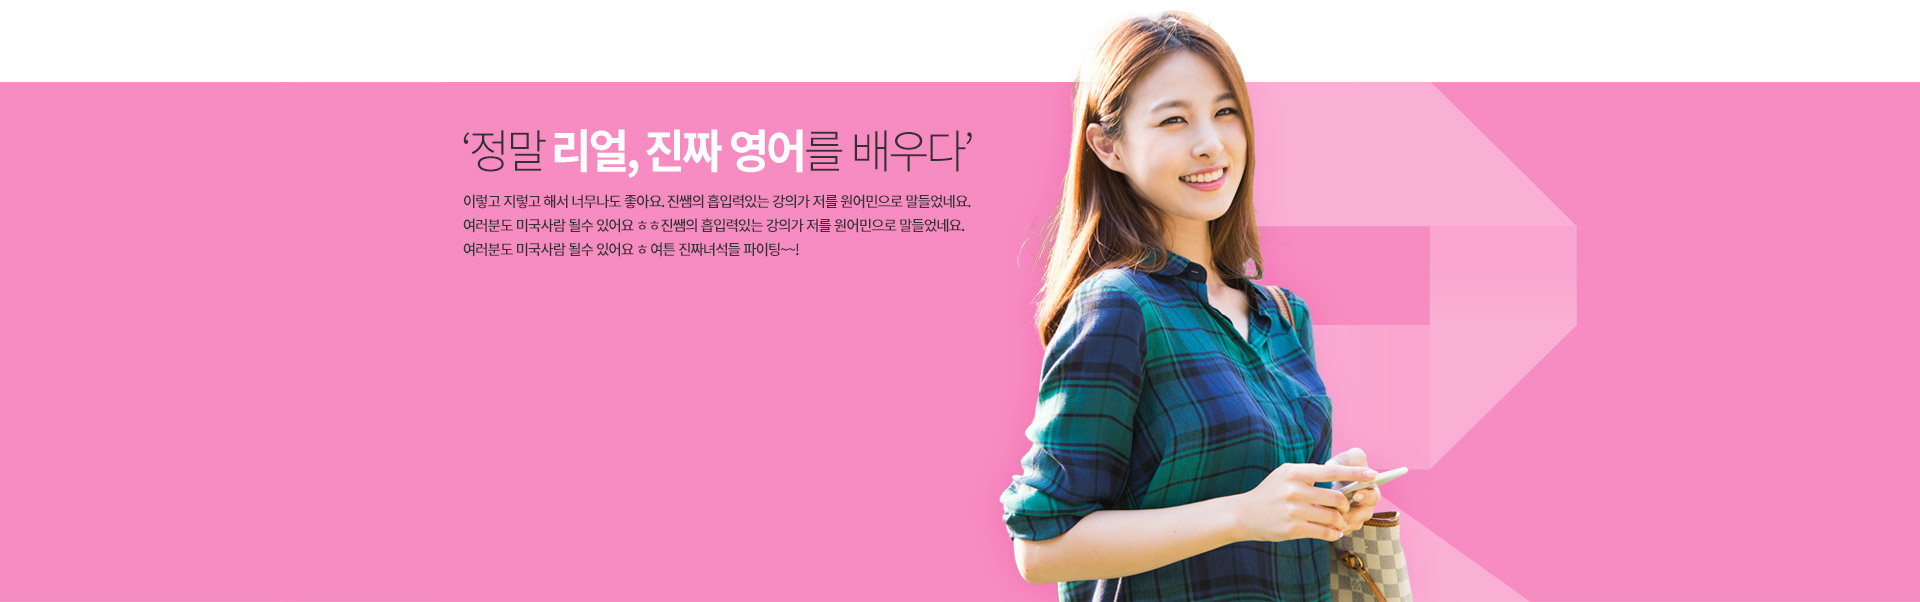 ‘정말 리얼, 진짜 영어를 배우다’
이렇고 지렇고 해서 너무나도 좋아요. 진쌤의 흡입력있는 강의가 저를 원어민으로 말들었네요.
여러분도 미국사람 될수 있어요 ㅎㅎ진쌤의 흡입력있는 강의가 저를 원어민으로 말들었네요.
여러분도 미국사람 될수 있어요 ㅎ 여튼 진짜녀석들 파이팅~~!